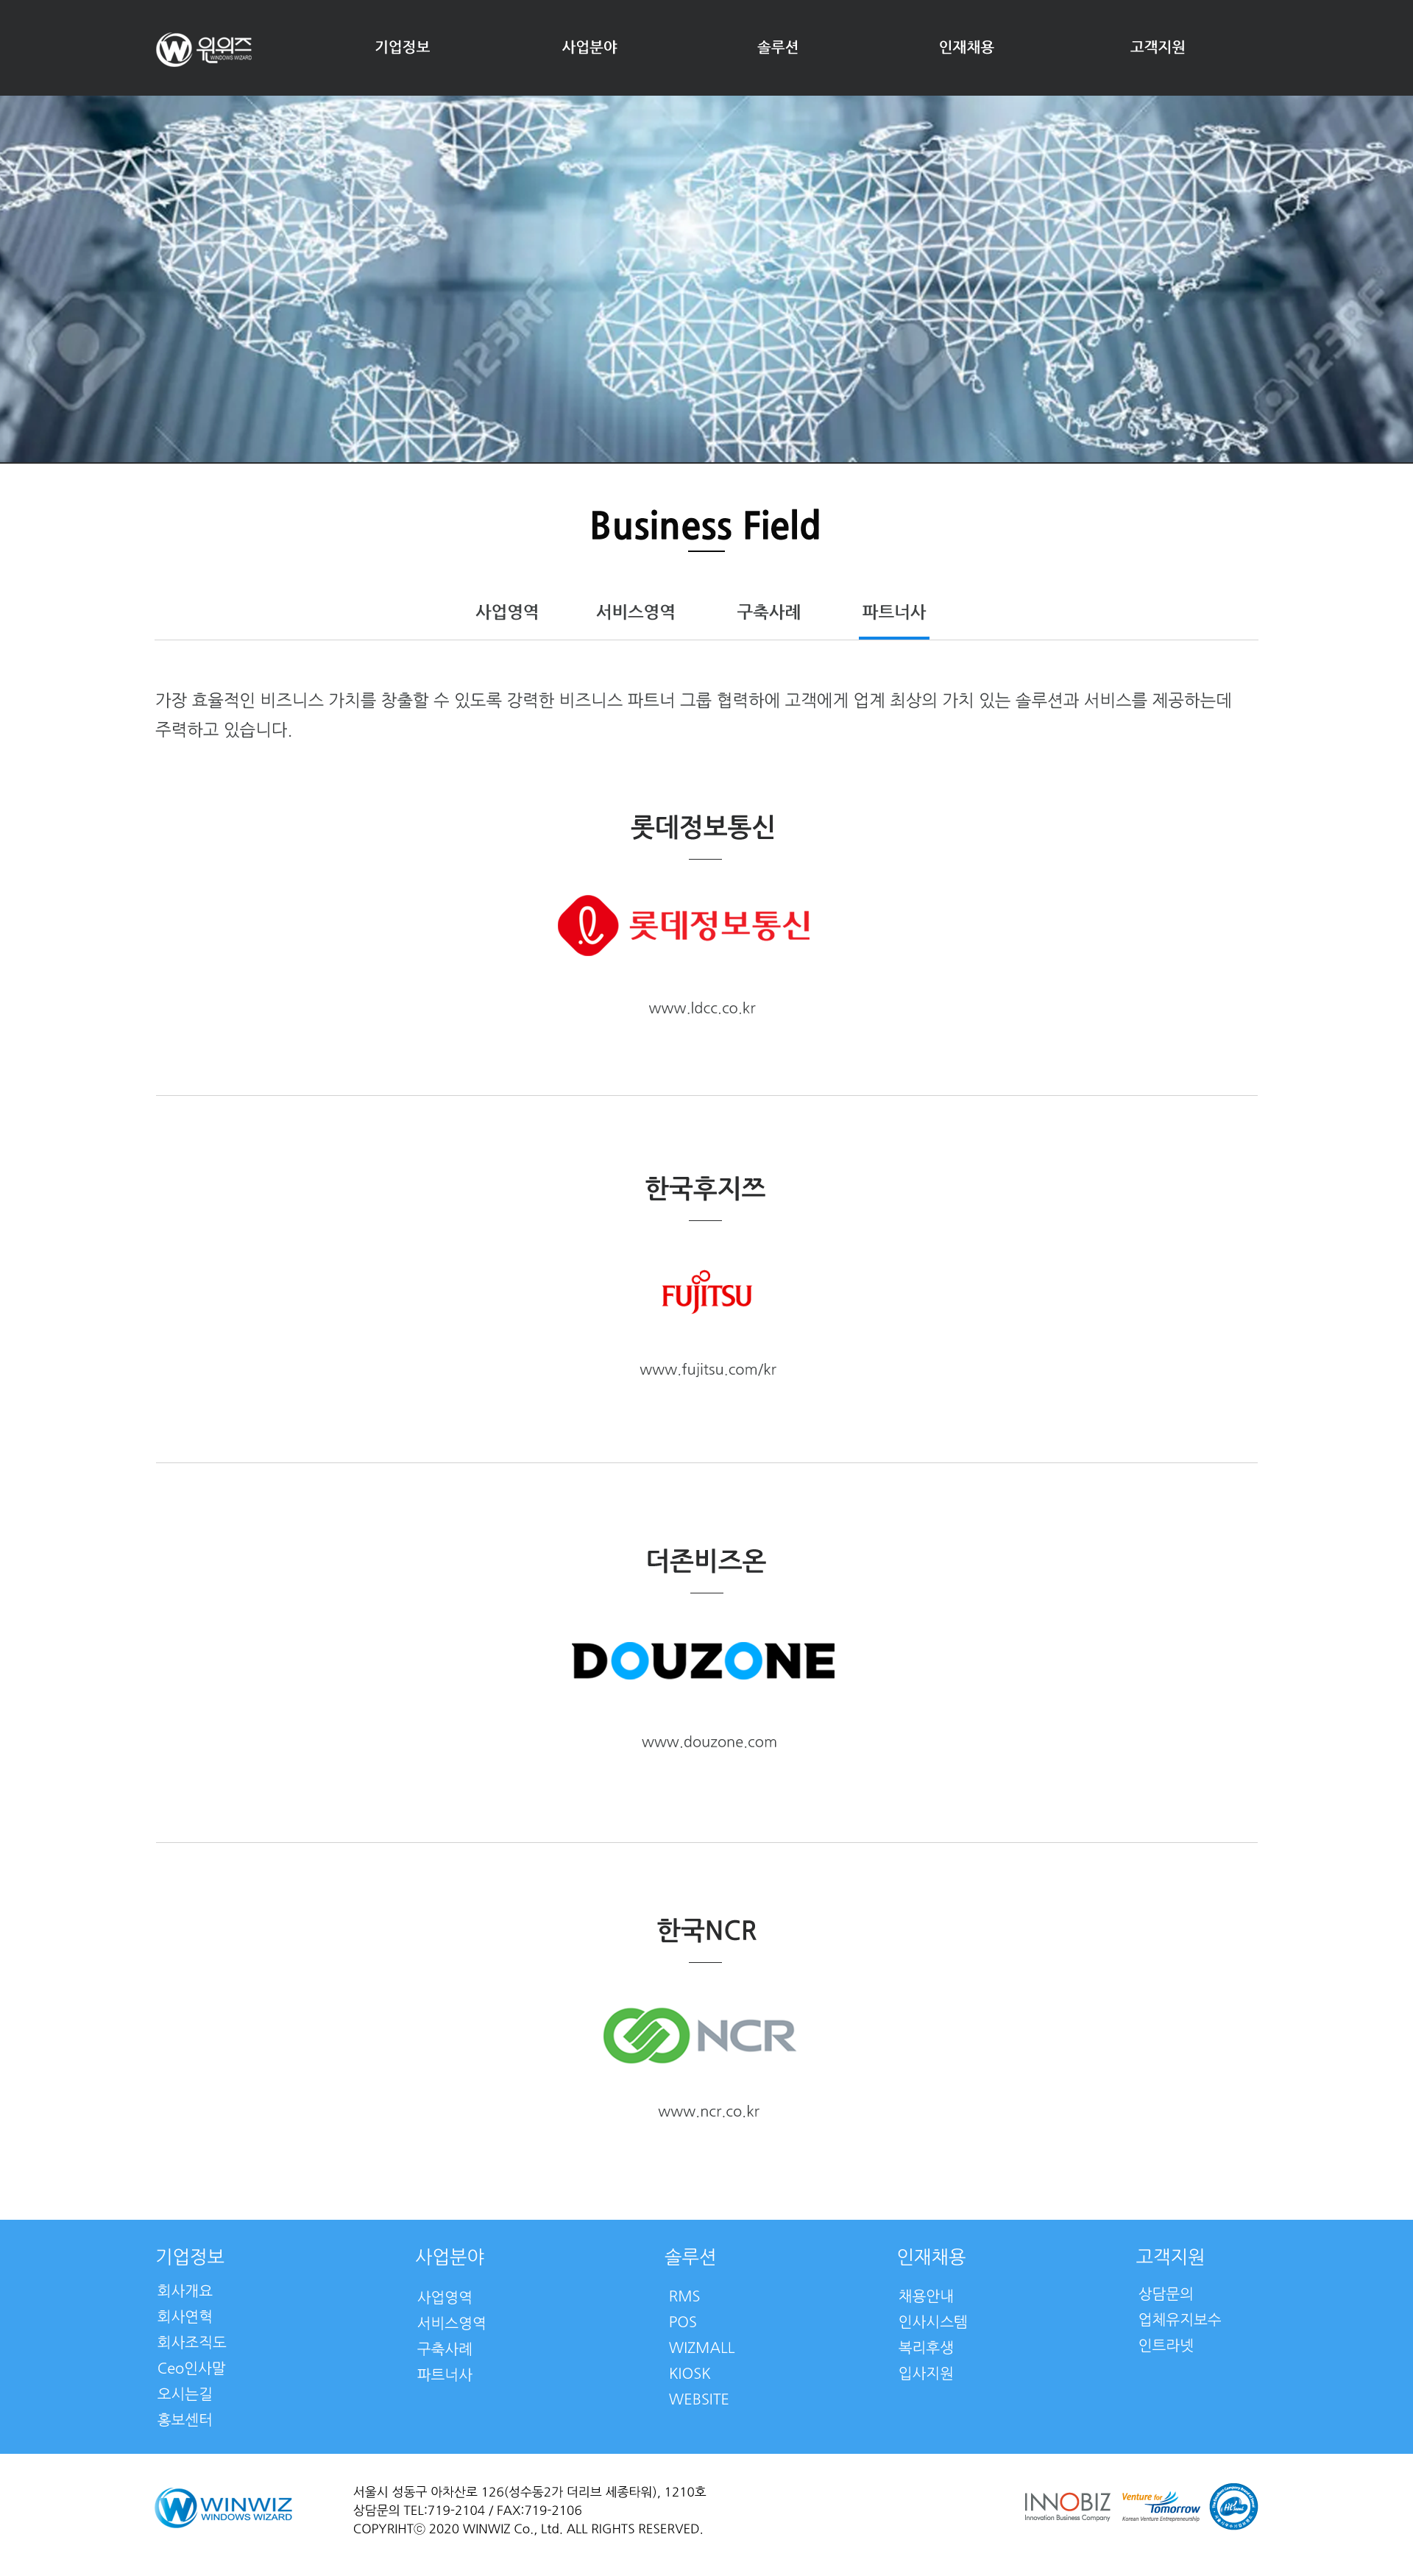 윈위즈
WINDOWS WIZARD
기업정보
사업분야
솔루션
인재채용
고객지원
123RF
123RF
Business Field
사업영역
서비스영역
구축사례
파트너사
가장 효율적인 비즈니스 가치를 창출할 수 있도록 강력한 비즈니스 파트너 그룹 협력하에 고객에게 업계 최상의 가치 있는 솔루션과 서비스를 제공하는데
주력하고 있습니다.
롯데정보통신
롯데정보통신
www.ldcc.co.kr
한국후지쯔
FUJITSU
www.fujitsu.com/kr
더존비즈온
DOUZONE
www.douzone.com
한국NCR
NCR
www.ncr.co.kr
기업정보
회사개요
회사연혁
회사조직도
Ceo인사말
오시는길
홍보센터
사업분야
사업영역
서비스영역
구축사례
파트너사
솔루션
RMS
POS
WIZMALL
KIOSK
WEBSITE
인재채용
채용안내
인사시스템
복리후생
입사지원
고객지원
상담문의
업체유지보수
인트라넷
WINWIZ
WINDOWS WIZARD
서울시 성동구 아차산로 126(성수동2가 더리브 세종타워), 1210호
상담문의 TEL:719-2104 / FAX:719-2106
COPYRIHTⓒ 2020 WINWIZ Co., Ltd. ALL RIGHTS RESERVED.
INNOBIZ
Innovation Business Company
Venture for
Tomorrow
Korean Venture Entrepreneurship